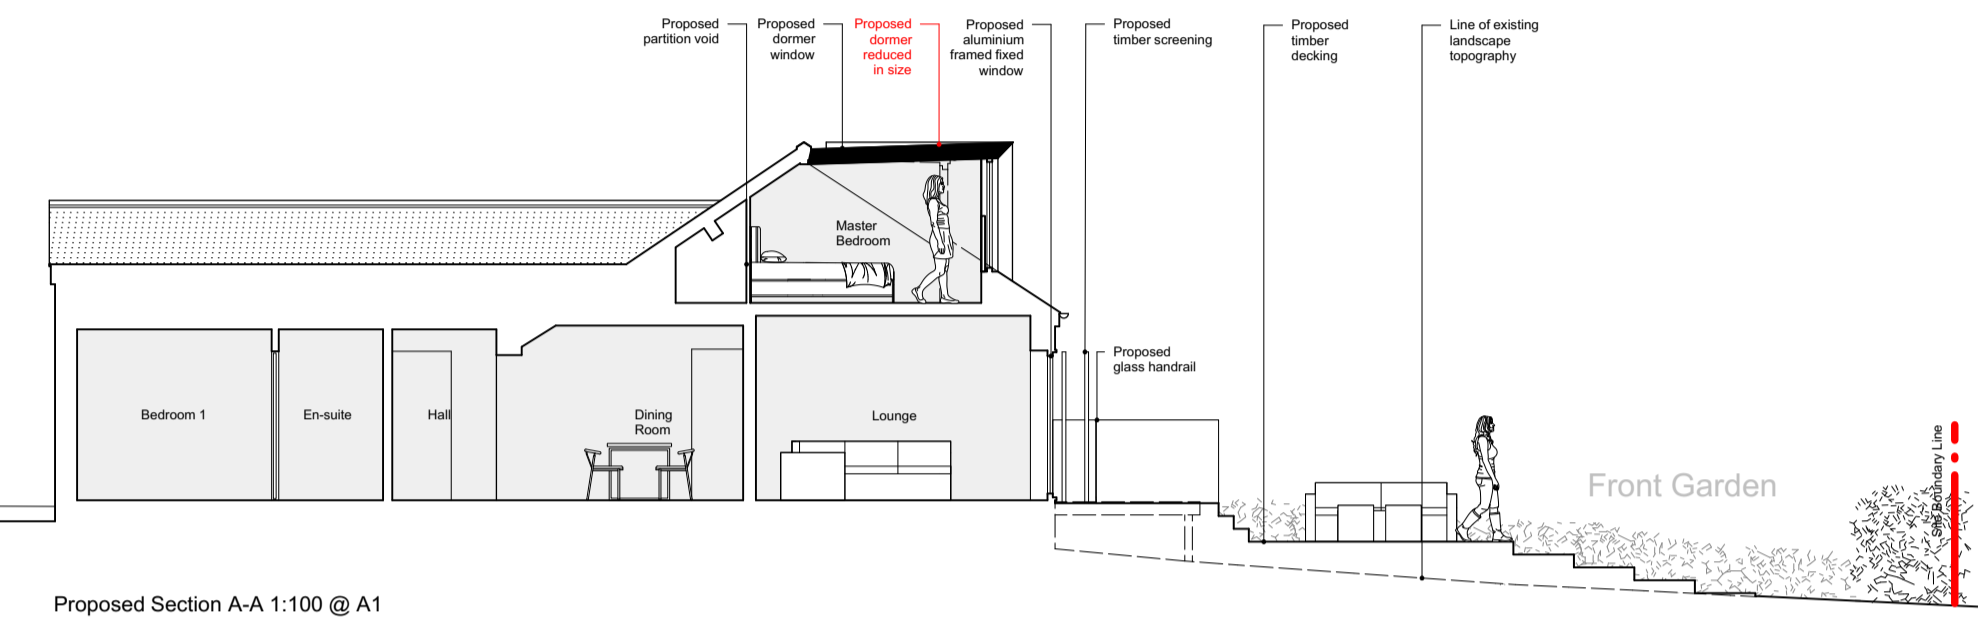 Proposed
partition void
Proposed
dormer
window
Proposed
dormer
reduced
in size
Proposed
aluminium
framed fixed
window
Proposed
timber screening
Proposed
timber
decking
Line of existing
landscape
topography
Master
Bedroom
Proposed
glass handrail
Bedroom 1
En-suite
Hall
Dining
Room
Lounge
Front Garden
Site Boundary Line
Proposed Section A-A 1:100 @ A1